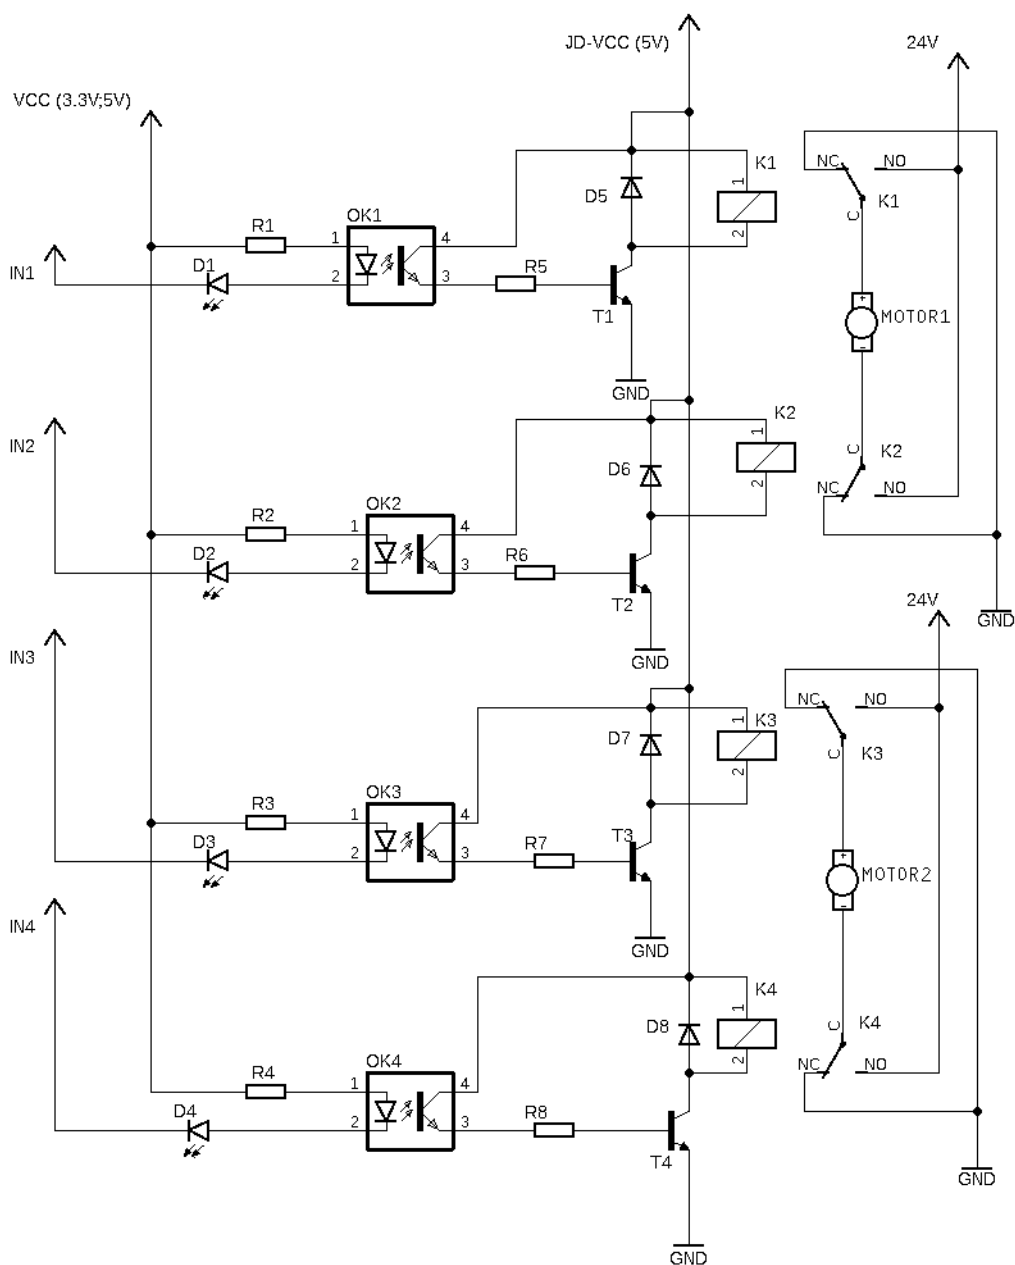 JD-VCC (5V)
24V
VCC (3.3V;5V)
K1
1
2
D5
NC
NO
K1
C
OK1
R1
1
4
IN1
D1
2
3
R5
T1
+
MOTOR1
-
GND
K2
1
2
IN2
D6
C
K2
NC
NO
OK2
R2
1
4
D2
2
3
R6
T2
24V
GND
GND
IN3
K3
1
2
D7
NC
NO
C
K3
OK3
R3
1
4
D3
2
3
R7
T3
+
MOTOR2
-
IN4
GND
K4
1
2
D8
C
K4
NC
NO
OK4
R4
1
4
D4
2
3
R8
T4
GND
GND